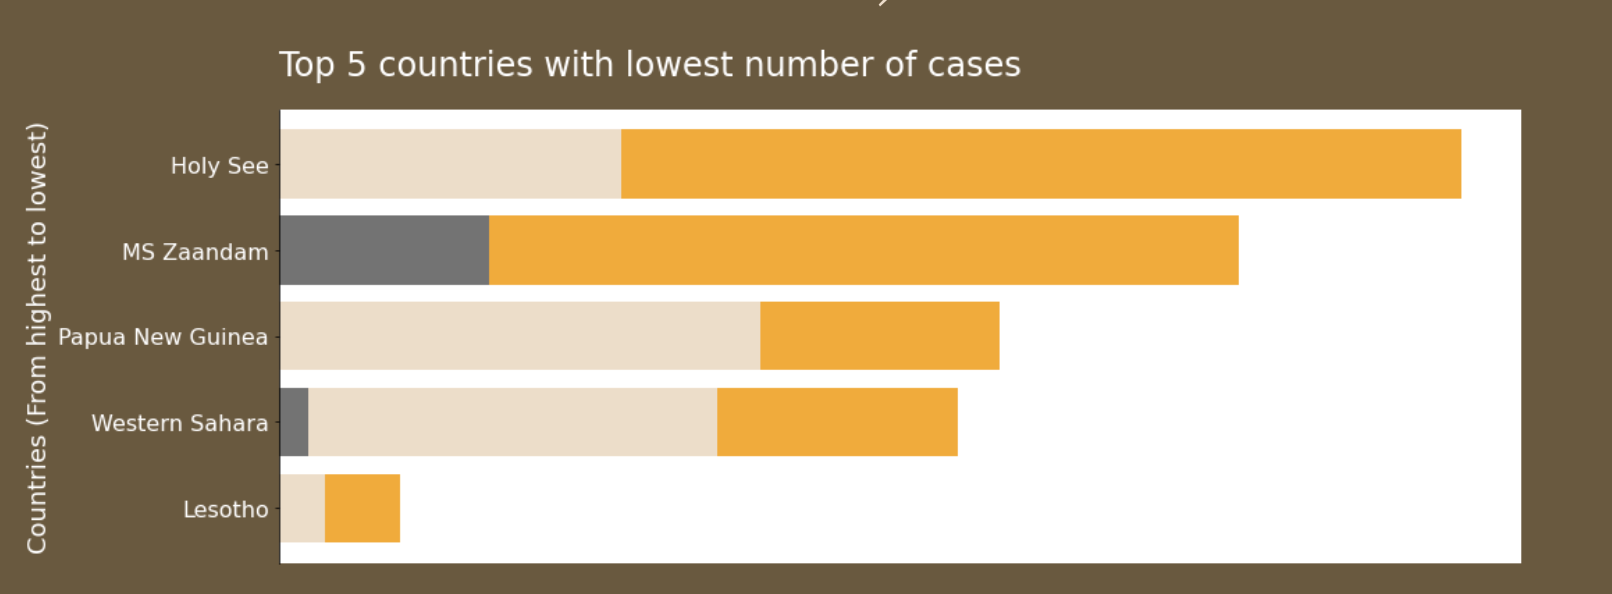 Top 5 countries with lowest number of cases
Countries (From highest to lowest)
Holy See
MS Zaandam
Papua New Guinea
Western Sahara
Lesotho